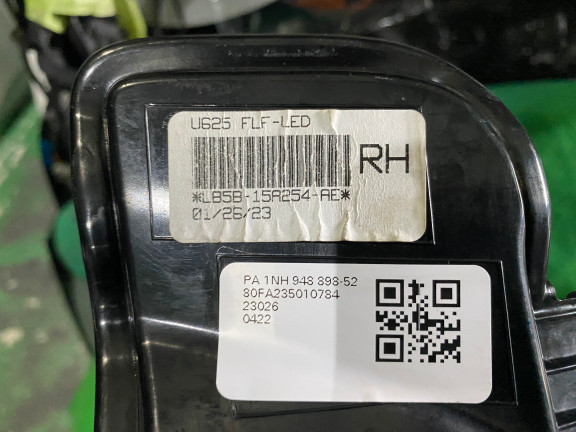 U625 FLF-LED
RH
*LB5B-15A254-AE*
01/26/23
PA 1NH 948 898-52
80FA235010784
23026
0422